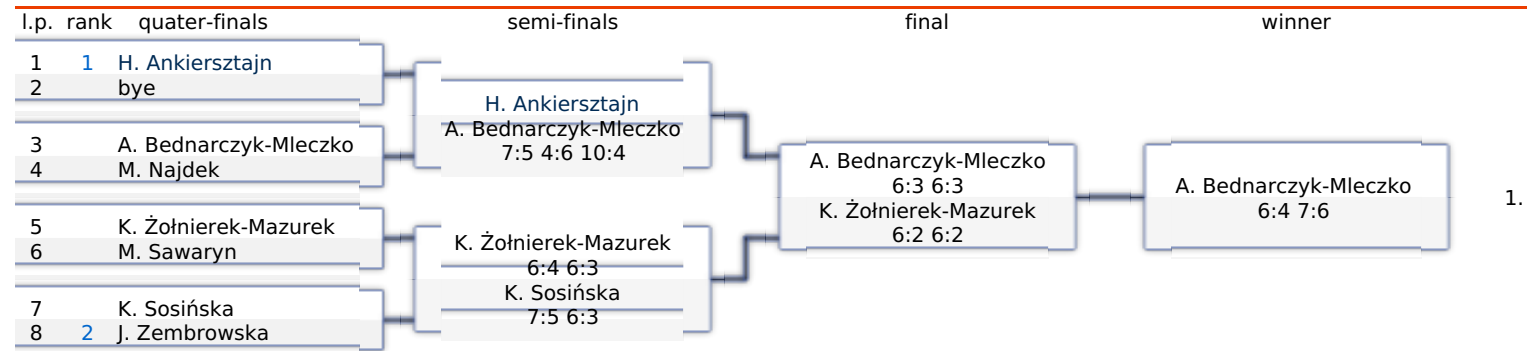 l.p. rank quater-finals semi-finals final winner
1 1 H. Ankiersztajn
2 bye
3 A. Bednarczyk-Mleczko
4 M. Najdek
5 K. Żołnierek-Mazurek
6 M. Sawaryn
7 K. Sosińska
8 2 J. Zembrowska
H. Ankiersztajn
A. Bednarczyk-Mleczko
7:5 4:6 10:4
K. Żołnierek-Mazurek
6:4 6:3
K. Sosińska
7:5 6:3
A. Bednarczyk-Mleczko
6:3 6:3
K. Żołnierek-Mazurek
6:2 6:2
A. Bednarczyk-Mleczko
6:4 7:6
1.